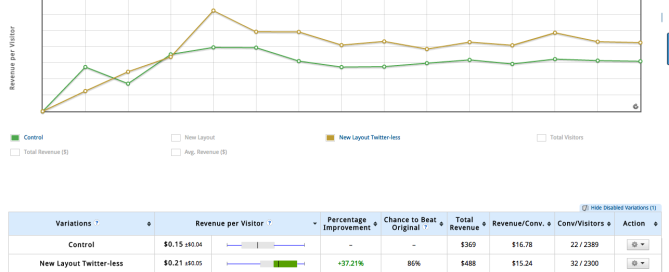 Revenue per Visitor
Control
New Layout
New Layout Twitter-less
Total Visitors
Total Revenue ($)
Avg. Revenue ($)
Hide Disabled Variations (1)
Variations ? Revenue per Visitor ? Percentage Improvement Chance to Beat Original ? Total Revenue Revenue/Conv. Conv/Visitors Action
Control $0.15 ±$0.04 – – $369 $16.78 22 / 2389
New Layout Twitter-less $0.21 ±$0.05 +37.21% 86% $488 $15.24 32 / 2300